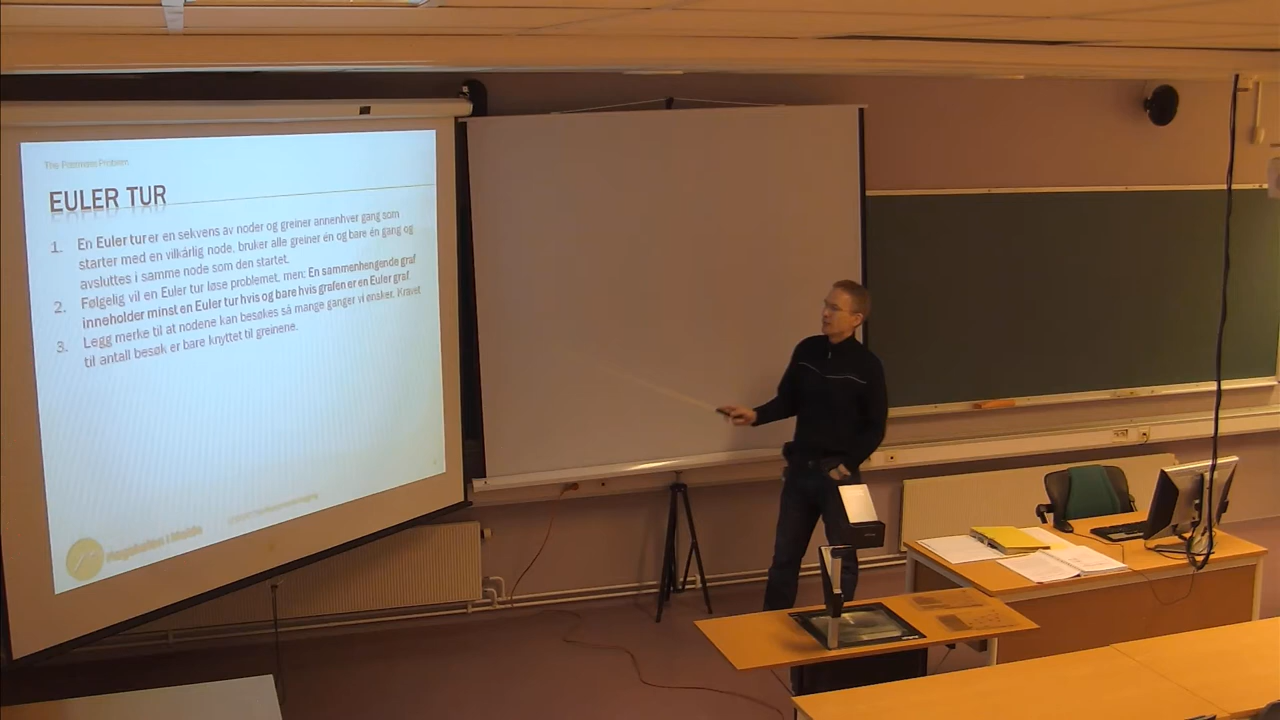 The Postmans Problem
EULER TUR
1. En Euler tur er en sekvens av noder og greiner annenhver gang som
starter med en vilkårlig node, bruker alle greiner én og bare én gang og
avsluttes i samme node som den startet.
2. Følgelig vil en Euler tur løse problemet, men: En sammenhengende graf
inneholder minst en Euler tur hvis og bare hvis grafen er en Euler graf.
3. Legg merke til at nodene kan besøkes så mange ganger vi ønsker. Kravet
til antall besøk er bare knyttet til greinene.
Høgskolen i Molde